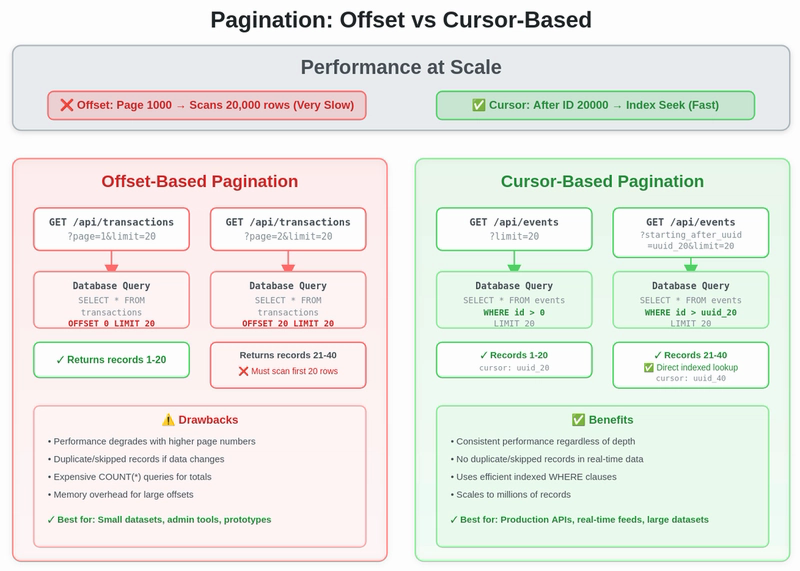 Pagination: Offset vs Cursor-Based
Performance at Scale
❌ Offset: Page 1000 → Scans 20,000 rows (Very Slow)
✅ Cursor: After ID 20000 → Index Seek (Fast)
Offset-Based Pagination
GET /api/transactions
?page=1&limit=20
GET /api/transactions
?page=2&limit=20
Database Query
SELECT * FROM
transactions
OFFSET 0 LIMIT 20
Database Query
SELECT * FROM
transactions
OFFSET 20 LIMIT 20
✓ Returns records 1-20
Returns records 21-40
❌ Must scan first 20 rows
⚠️ Drawbacks
• Performance degrades with higher page numbers
• Duplicate/skipped records if data changes
• Expensive COUNT(*) queries for totals
• Memory overhead for large offsets
✓ Best for: Small datasets, admin tools, prototypes
Cursor-Based Pagination
GET /api/events
?limit=20
GET /api/events
?starting_after_uuid
=uuid_20&limit=20
Database Query
SELECT * FROM events
WHERE id > 0
LIMIT 20
Database Query
SELECT * FROM events
WHERE id > uuid_20
LIMIT 20
✓ Records 1-20
cursor: uuid_20
✓ Records 21-40
✅ Direct indexed lookup
cursor: uuid_40
✅ Benefits
• Consistent performance regardless of depth
• No duplicate/skipped records in real-time data
• Uses efficient indexed WHERE clauses
• Scales to millions of records
✓ Best for: Production APIs, real-time feeds, large datasets